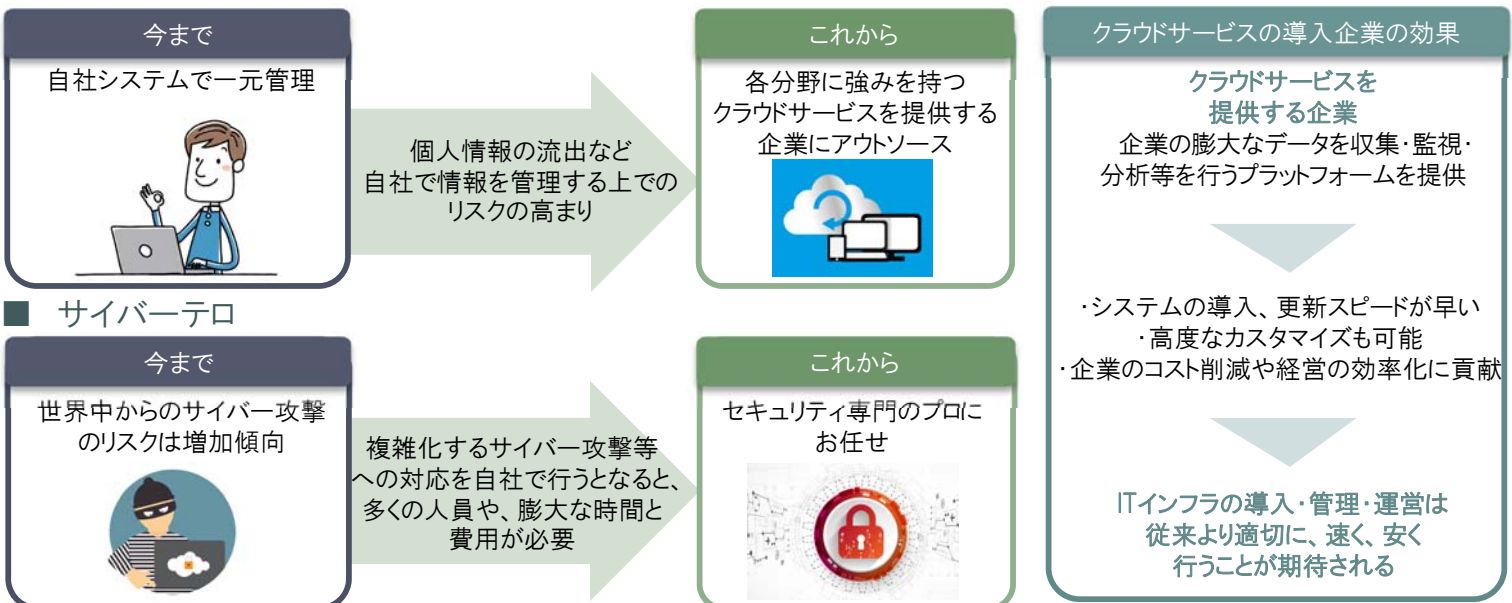 今まで
自社システムで一元管理
個人情報の流出など
自社で情報を管理する上での
リスクの高まり
これから
各分野に強みを持つ
クラウドサービスを提供する
企業にアウトソース
■ サイバーテロ
今まで
世界中からのサイバー攻撃
のリスクは増加傾向
複雑化するサイバー攻撃等
への対応を自社で行うとなると、
多くの人員や、膨大な時間と
費用が必要
これから
セキュリティ専門のプロに
お任せ
クラウドサービスの導入企業の効果
クラウドサービスを
提供する企業
企業の膨大なデータを収集・監視・
分析等を行うプラットフォームを提供
・システムの導入、更新スピードが早い
・高度なカスタマイズも可能
・企業のコスト削減や経営の効率化に貢献
ITインフラの導入・管理・運営は
従来より適切に、速く、安く
行うことが期待される